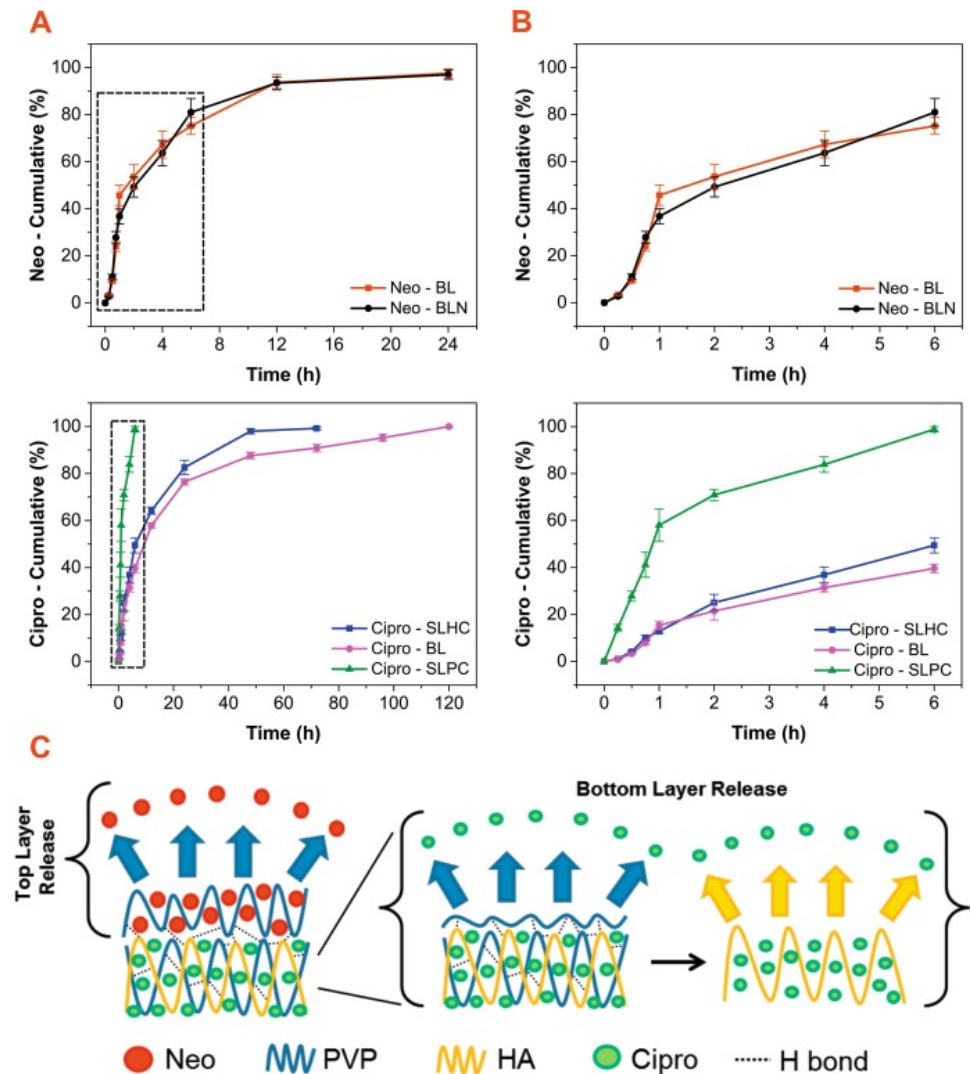 A
B
100
80
60
40
20
0
Neo - Cumulative (%)
Neo - BL
Neo - BLN
0 4 8 12 16 20 24
Time (h)
100
80
60
40
20
0
Neo - Cumulative (%)
Neo - BL
Neo - BLN
0 1 2 3 4 5 6
Time (h)
100
80
60
40
20
0
Cipro - Cumulative (%)
Cipro - SLHC
Cipro - BL
Cipro - SLPC
0 20 40 60 80 100 120
Time (h)
100
80
60
40
20
0
Cipro - Cumulative (%)
Cipro - SLHC
Cipro - BL
Cipro - SLPC
0 1 2 3 4 5 6
Time (h)
C
Top Layer
Release
Bottom Layer Release
Neo PVP HA Cipro H bond